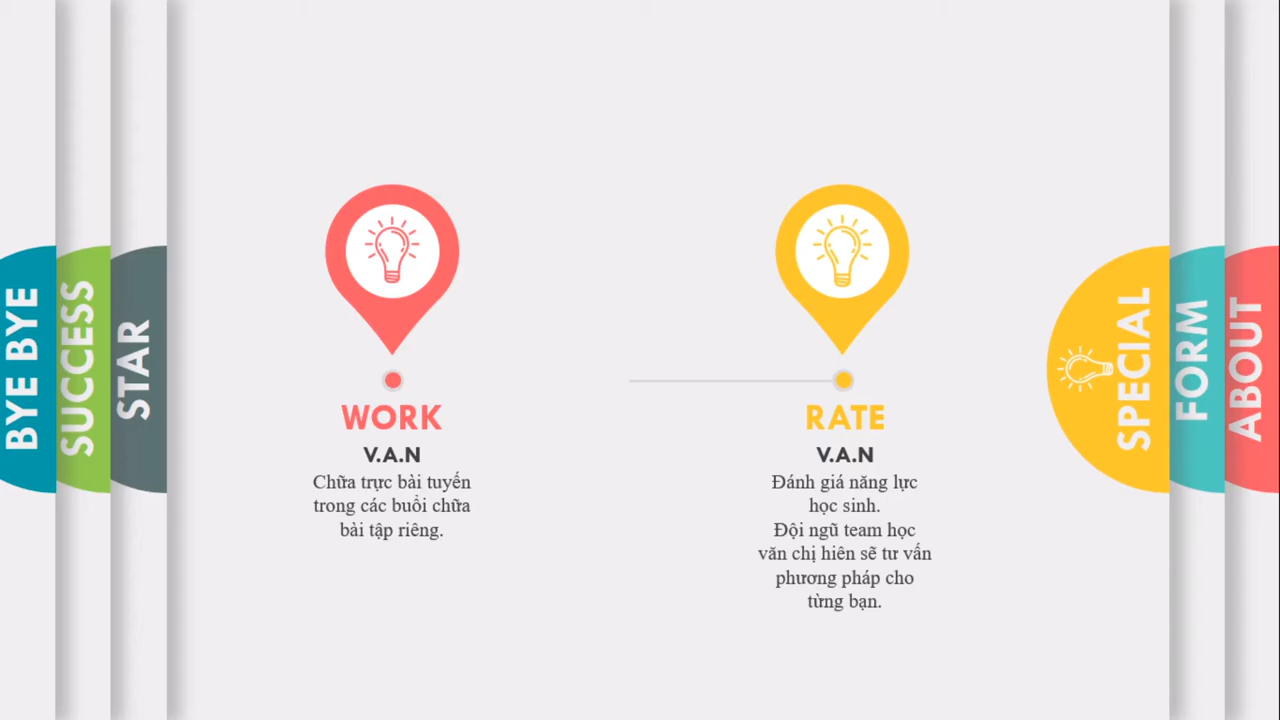 BYE BYE
SUCCESS
STAR
WORK
V.A.N
Chữa trực bài tuyến
trong các buổi chữa
bài tập riêng.
RATE
V.A.N
Đánh giá năng lực
học sinh.
Đội ngũ team học
văn chị hiên sẽ tư vấn
phương pháp cho
từng bạn.
SPECIAL
FORM
ABOUT